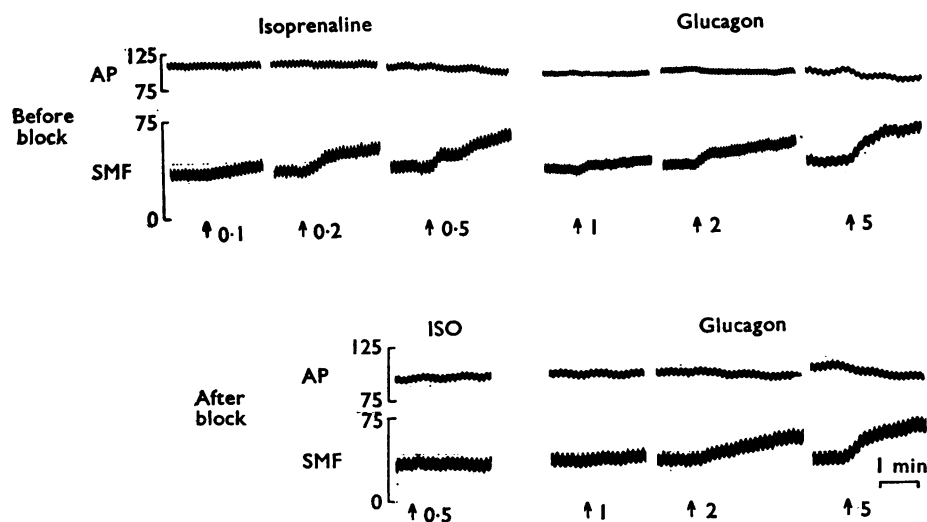 Isoprenaline Glucagon
AP 125
75
Before block
SMF 75
0
↑ 0·1 ↑ 0·2 ↑ 0·5 ↑ 1 ↑ 2 ↑ 5
ISO Glucagon
AP 125
75
After block
SMF 75
0
1 min
↑ 0·5 ↑ 1 ↑ 2 ↑ 5